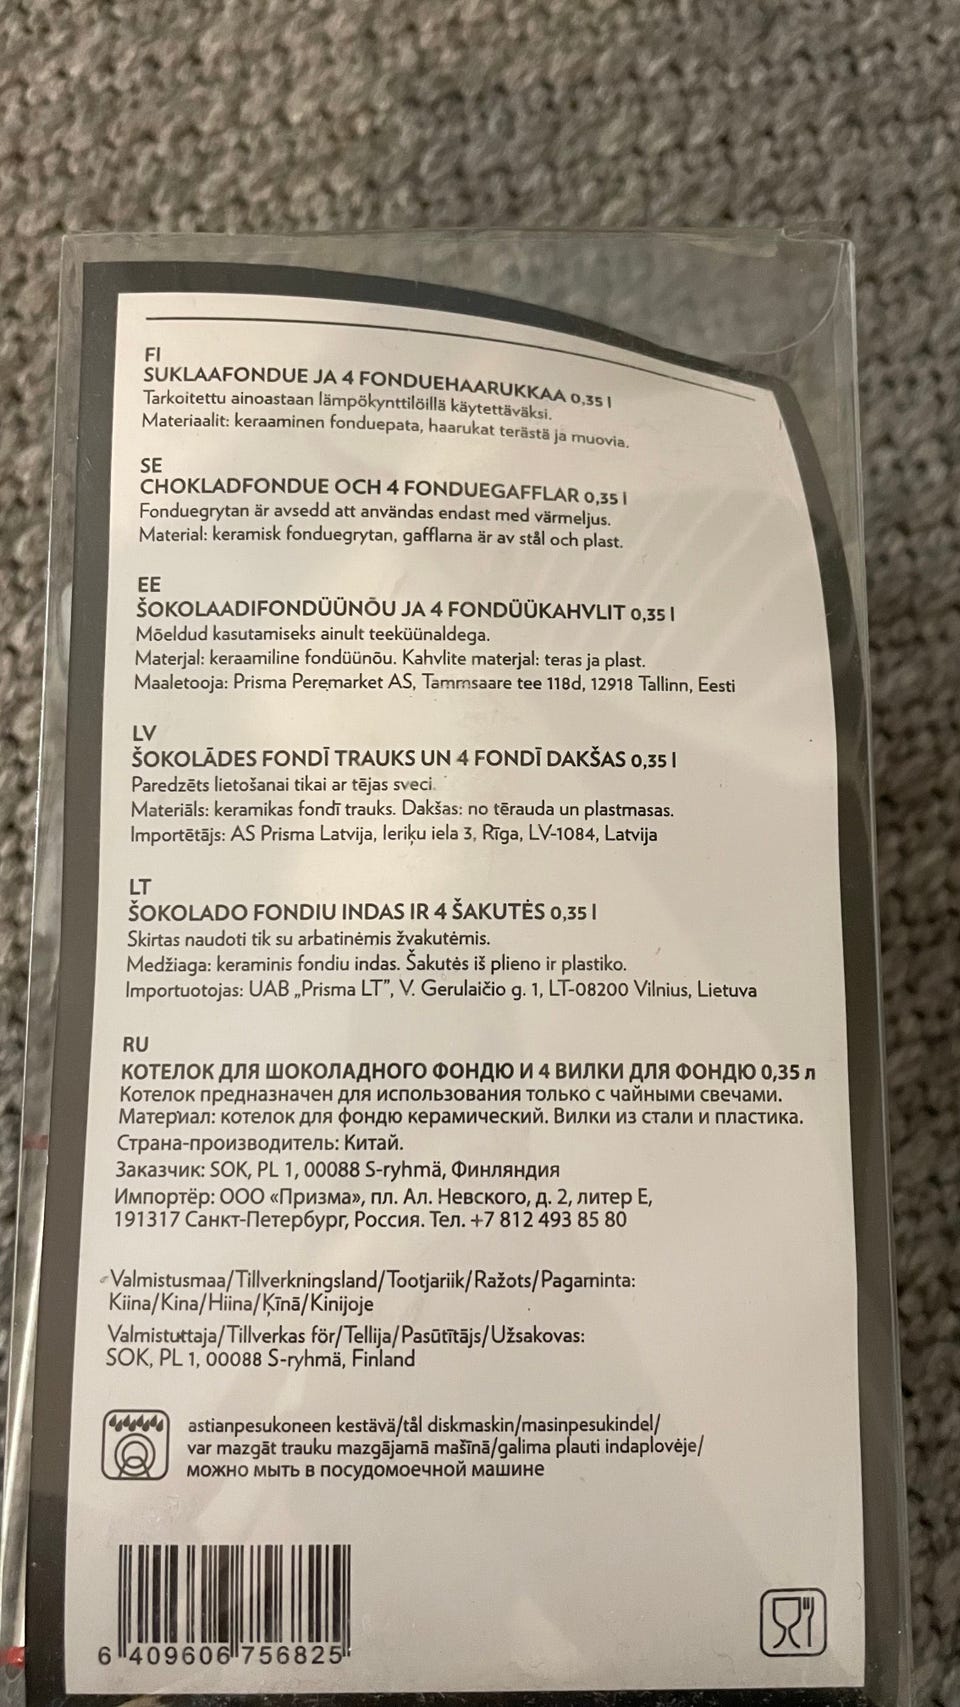 FI
SUKLAAFONDUE JA 4 FONDUEHAARUKKAA 0,35 l
Tarkoitettu ainoastaan lämpökynttilöillä käytettäväksi.
Materiaalit: keraaminen fonduepata, haarukat terästä ja muovia.
SE
CHOKLADFONDUE OCH 4 FONDUEGAFFLAR 0,35 l
Fonduegrytan är avsedd att användas endast med värmeljus.
Material: keramisk fonduegrytan, gafflarna är av stål och plast.
EE
ŠOKOLAADIFONDÜÜNÕU JA 4 FONDÜÜKAHVLIT 0,35 l
Mõeldud kasutamiseks ainult teeküünaldega.
Materjal: keraamiline fondüünõu. Kahvlite materjal: teras ja plast.
Maaletooja: Prisma Peremarket AS, Tammsaare tee 118d, 12918 Tallinn, Eesti
LV
ŠOKOLĀDES FONDĪ TRAUKS UN 4 FONDĪ DAKŠAS 0,35 l
Paredzēts lietošanai tikai ar tējas sveci.
Materiāls: keramikas fondī trauks. Dakšas: no tērauda un plastmasas.
Importētājs: AS Prisma Latvija, Ieriķu iela 3, Rīga, LV-1084, Latvija
LT
ŠOKOLADO FONDIU INDAS IR 4 ŠAKUTĖS 0,35 l
Skirtas naudoti tik su arbatinėmis žvakutėmis.
Medžiaga: keraminis fondiu indas. Šakutės iš plieno ir plastiko.
Importuotojas: UAB „Prisma LT”, V. Gerulaičio g. 1, LT-08200 Vilnius, Lietuva
RU
КОТЕЛОК ДЛЯ ШОКОЛАДНОГО ФОНДЮ И 4 ВИЛКИ ДЛЯ ФОНДЮ 0,35 л
Котелок предназначен для использования только с чайными свечами.
Материал: котелок для фондю керамический. Вилки из стали и пластика.
Страна-производитель: Китай.
Заказчик: SOK, PL 1, 00088 S-ryhmä, Финляндия
Импортёр: ООО «Призма», пл. Ал. Невского, д. 2, литер Е,
191317 Санкт-Петербург, Россия. Тел. +7 812 493 85 80
Valmistusmaa/Tillverkningsland/Tootjariik/Ražots/Pagaminta:
Kiina/Kina/Hiina/Ķīnā/Kinijoje
Valmistuttaja/Tillverkas för/Tellija/Pasūtītājs/Užsakovas:
SOK, PL 1, 00088 S-ryhmä, Finland
astianpesukoneen kestävä/tål diskmaskin/masinpesukindel/
var mazgāt trauku mazgājamā mašīnā/galima plauti indaplovėje/
можно мыть в посудомоечной машине
6 409606 756825